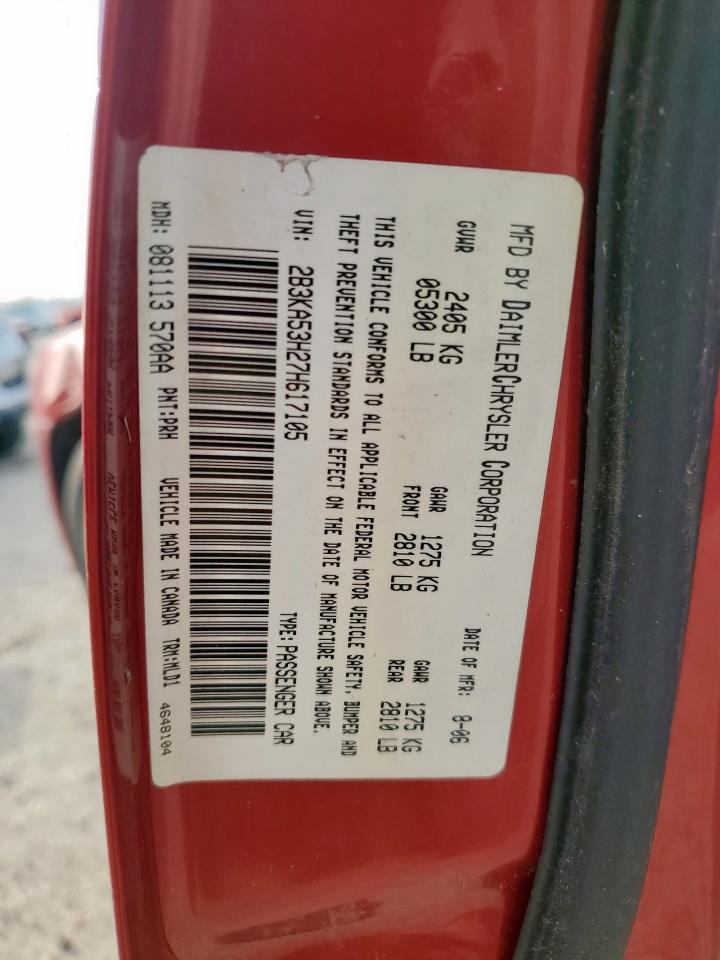 MFD BY DAIMLERCHRYSLER CORPORATION
DATE OF MFR: 8-06
GVWR 2405 KG
05300 LB
GAWR FRONT 1275 KG
2810 LB
GAWR REAR 1275 KG
2810 LB
THIS VEHICLE CONFORMS TO ALL APPLICABLE FEDERAL MOTOR VEHICLE SAFETY, BUMPER AND
THEFT PREVENTION STANDARDS IN EFFECT ON THE DATE OF MANUFACTURE SHOWN ABOVE.
VIN: 2B3KA53H27H617105
TYPE: PASSENGER CAR
MDH: 081113 570AA PNT:PRH VEHICLE MADE IN CANADA TRM:MLD1 4648104